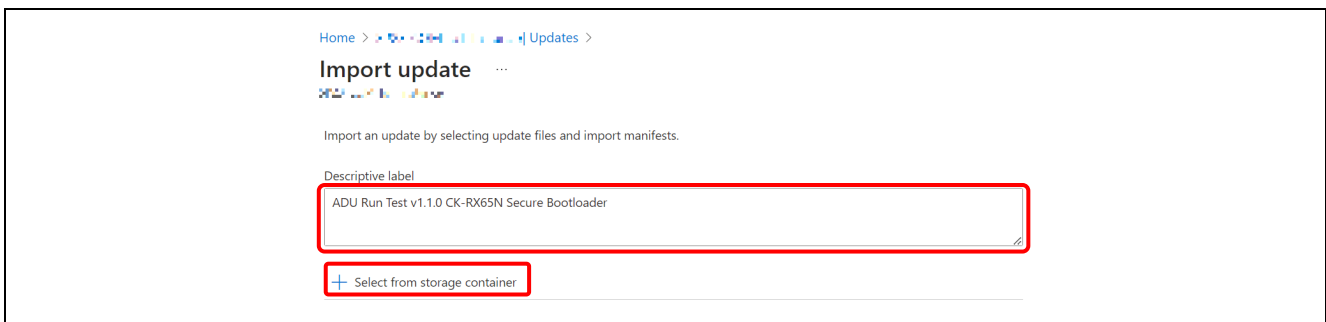 Home > | Updates >
Import update ...
Import an update by selecting update files and import manifests.
Descriptive label
ADU Run Test v1.1.0 CK-RX65N Secure Bootloader
+ Select from storage container